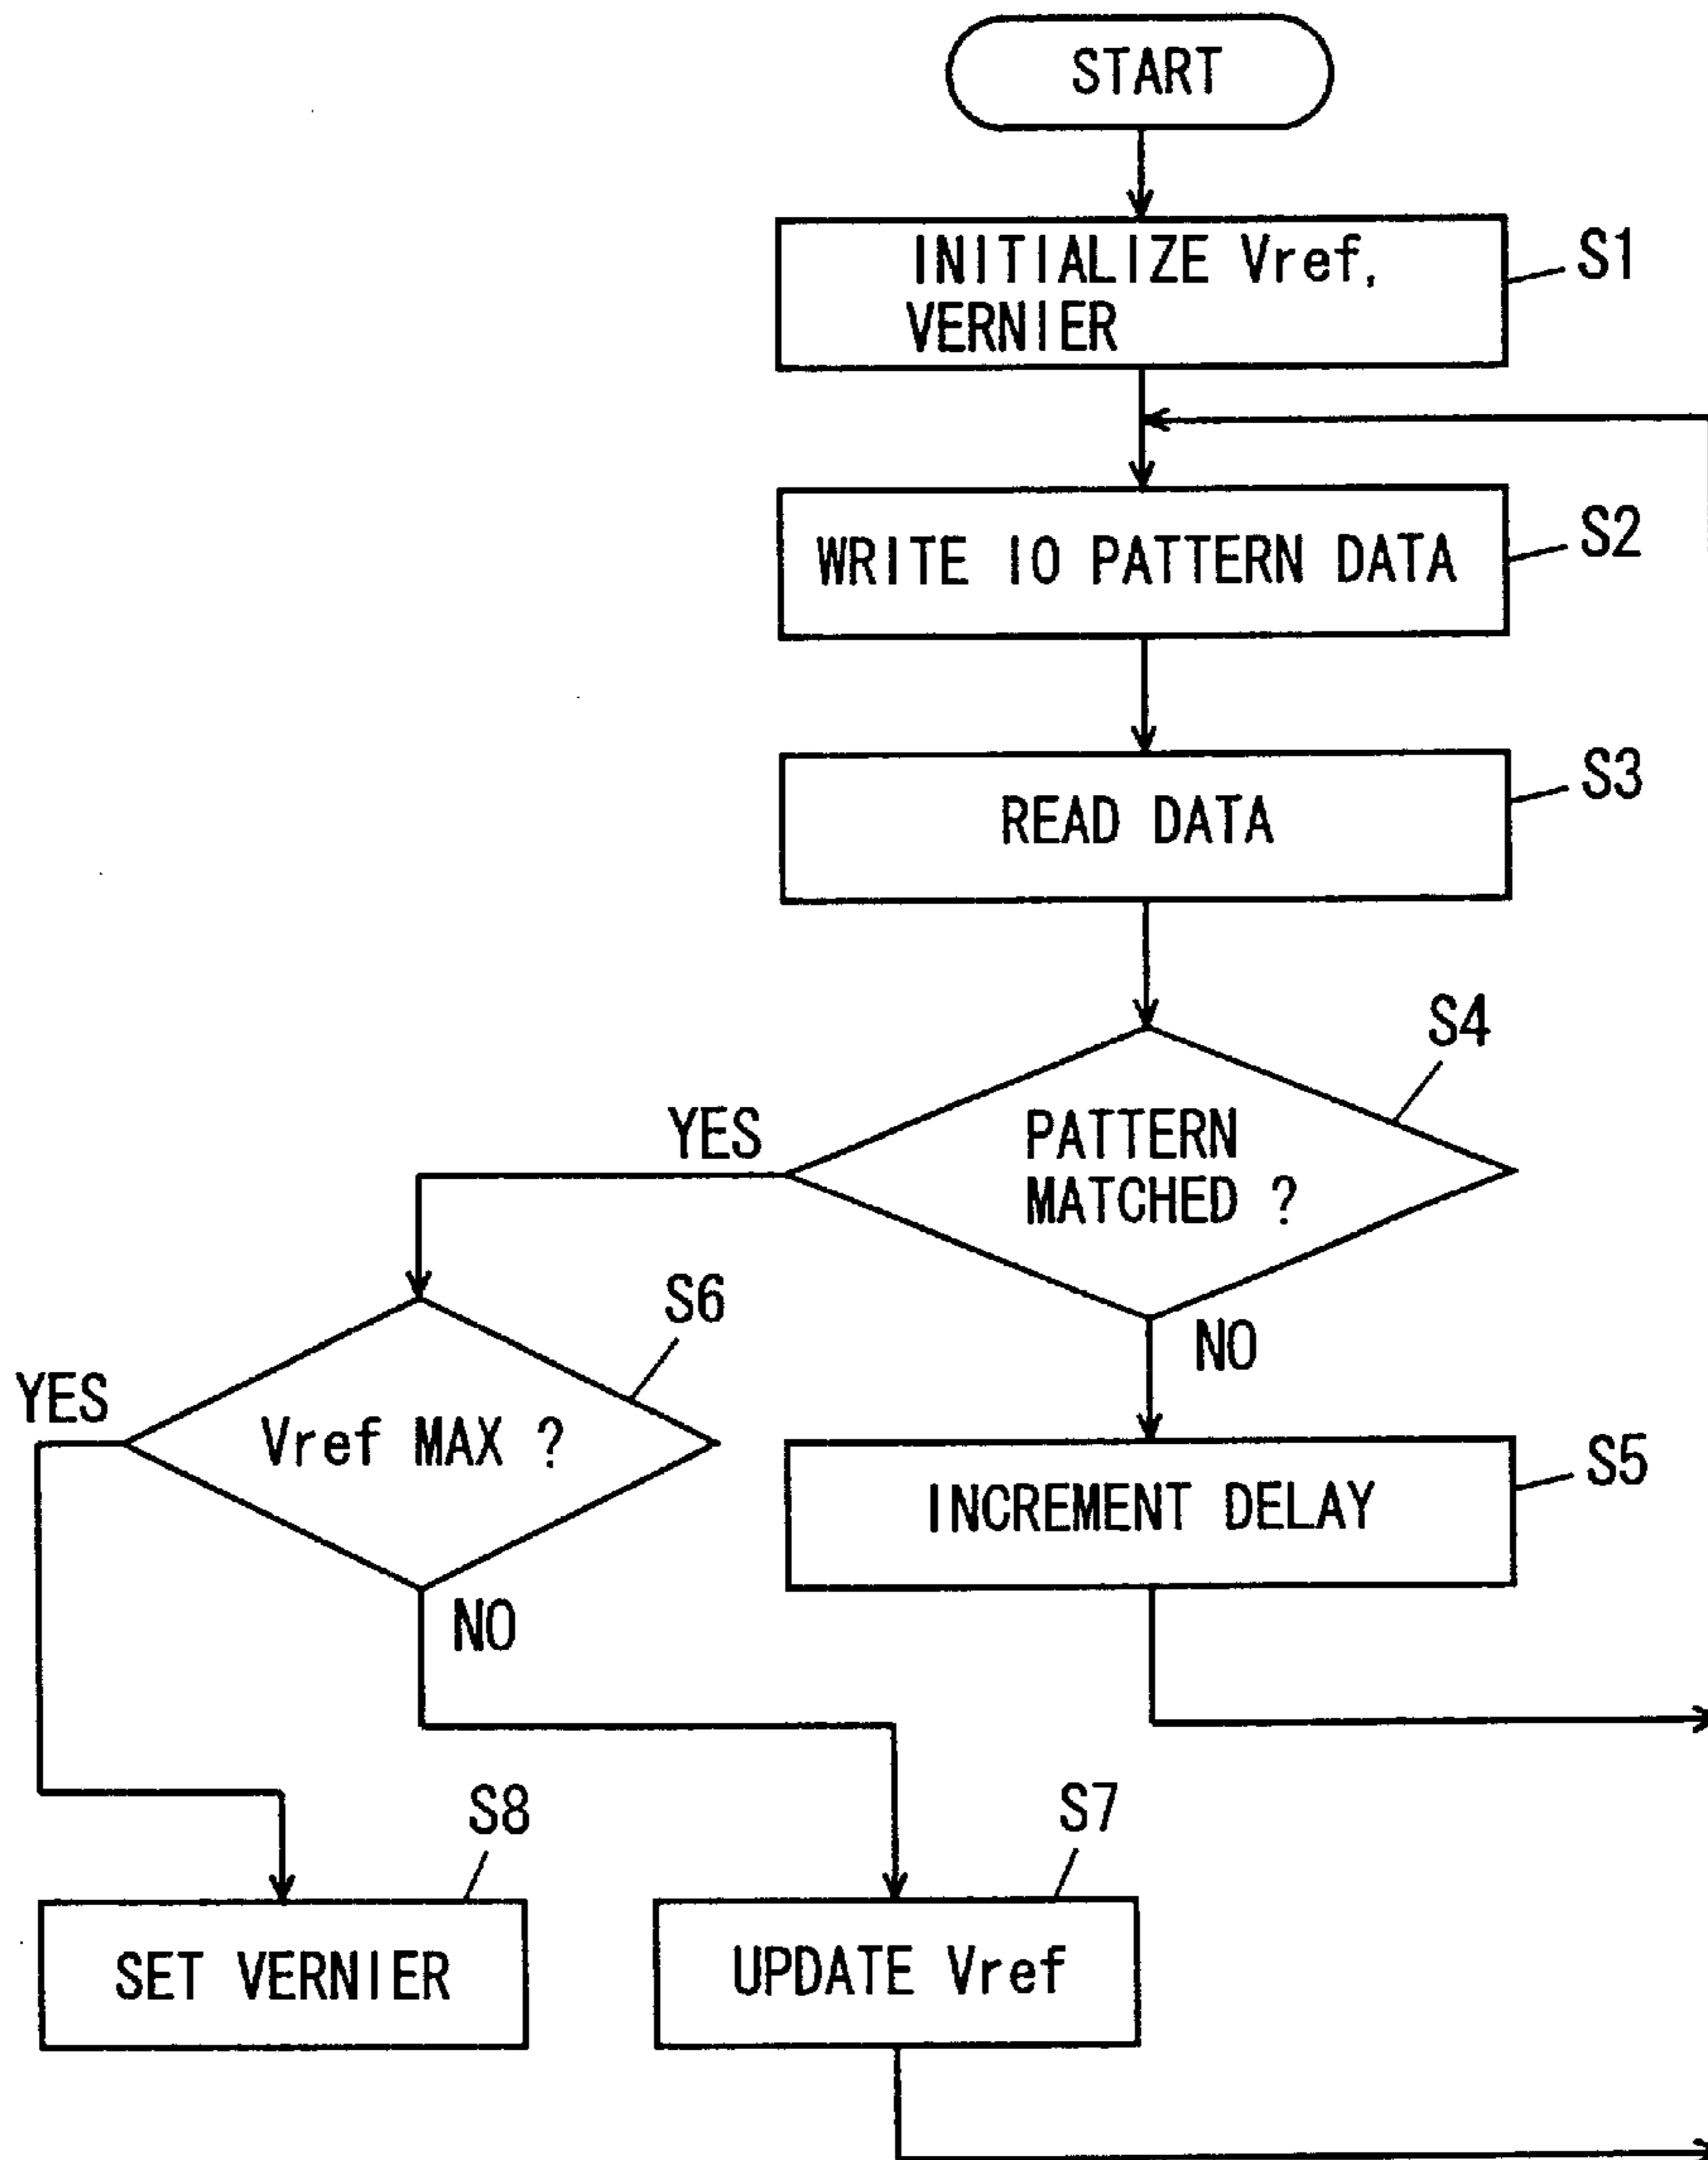 START
INITIALIZE Vref,
VERNIER
S1
WRITE IO PATTERN DATA
S2
READ DATA
S3
S4
PATTERN
MATCHED ?
YES
NO
S6
YES
Vref MAX ?
NO
INCREMENT DELAY
S5
S8
SET VERNIER
S7
UPDATE Vref